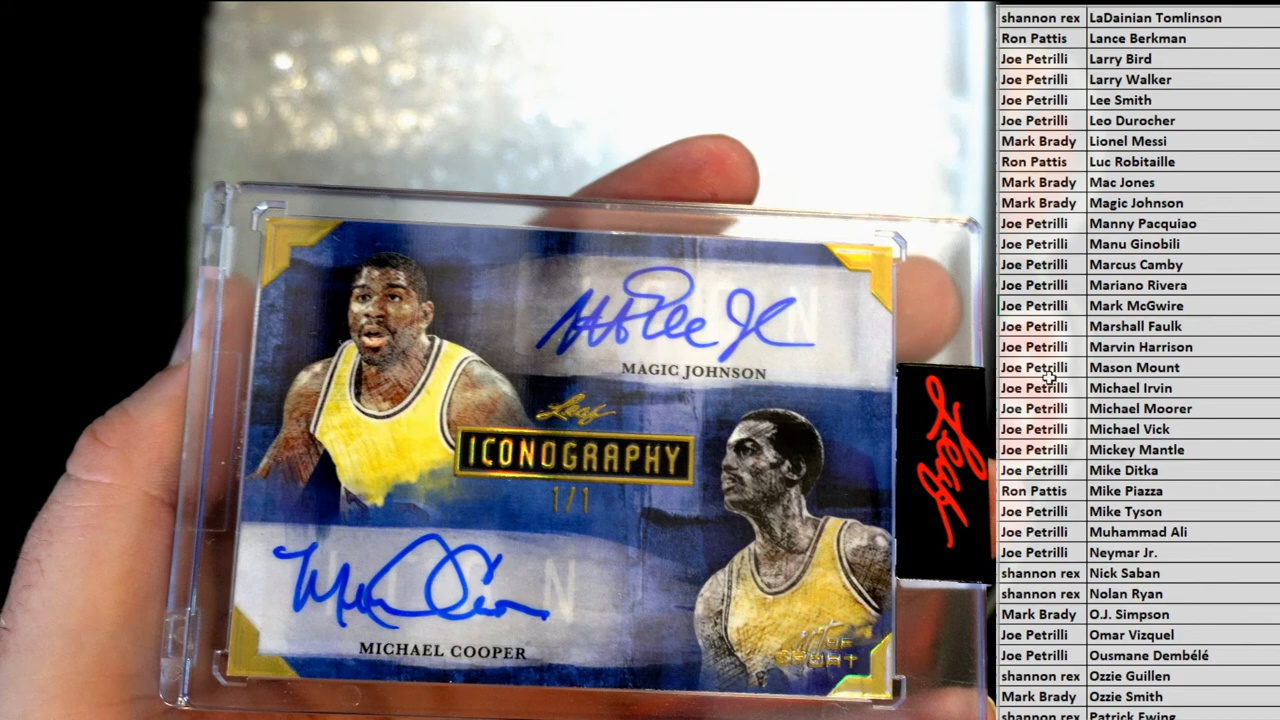 MAGIC JOHNSON
Leaf
ICONOGRAPHY
1/1
MICHAEL COOPER
Leaf
shannon rex LaDainian Tomlinson
Ron Pattis Lance Berkman
Joe Petrilli Larry Bird
Joe Petrilli Larry Walker
Joe Petrilli Lee Smith
Joe Petrilli Leo Durocher
Mark Brady Lionel Messi
Ron Pattis Luc Robitaille
Mark Brady Mac Jones
Mark Brady Magic Johnson
Joe Petrilli Manny Pacquiao
Joe Petrilli Manu Ginobili
Joe Petrilli Marcus Camby
Joe Petrilli Mariano Rivera
Joe Petrilli Mark McGwire
Joe Petrilli Marshall Faulk
Joe Petrilli Marvin Harrison
Joe Petrilli Mason Mount
Joe Petrilli Michael Irvin
Joe Petrilli Michael Moorer
Joe Petrilli Michael Vick
Joe Petrilli Mickey Mantle
Joe Petrilli Mike Ditka
Ron Pattis Mike Piazza
Joe Petrilli Mike Tyson
Joe Petrilli Muhammad Ali
Joe Petrilli Neymar Jr.
shannon rex Nick Saban
shannon rex Nolan Ryan
Mark Brady O.J. Simpson
Joe Petrilli Omar Vizquel
Joe Petrilli Ousmane Dembélé
shannon rex Ozzie Guillen
Mark Brady Ozzie Smith
shannon rex Patrick Ewing